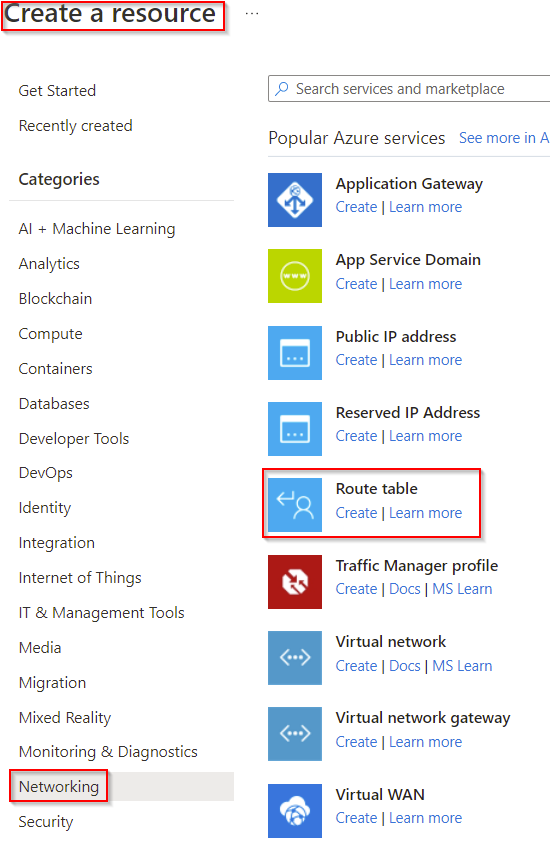 Create a resource ...
Get Started
Recently created
Categories
AI + Machine Learning
Analytics
Blockchain
Compute
Containers
Databases
Developer Tools
DevOps
Identity
Integration
Internet of Things
IT & Management Tools
Media
Migration
Mixed Reality
Monitoring & Diagnostics
Networking
Security
Search services and marketplace
Popular Azure services See more in A
Application Gateway
Create | Learn more
App Service Domain
www
Create | Learn more
Public IP address
Create | Learn more
Reserved IP Address
Create | Learn more
Route table
Create | Learn more
Traffic Manager profile
Create | Docs | MS Learn
Virtual network
Create | Docs | MS Learn
Virtual network gateway
Create | Learn more
Virtual WAN
Create | Learn more